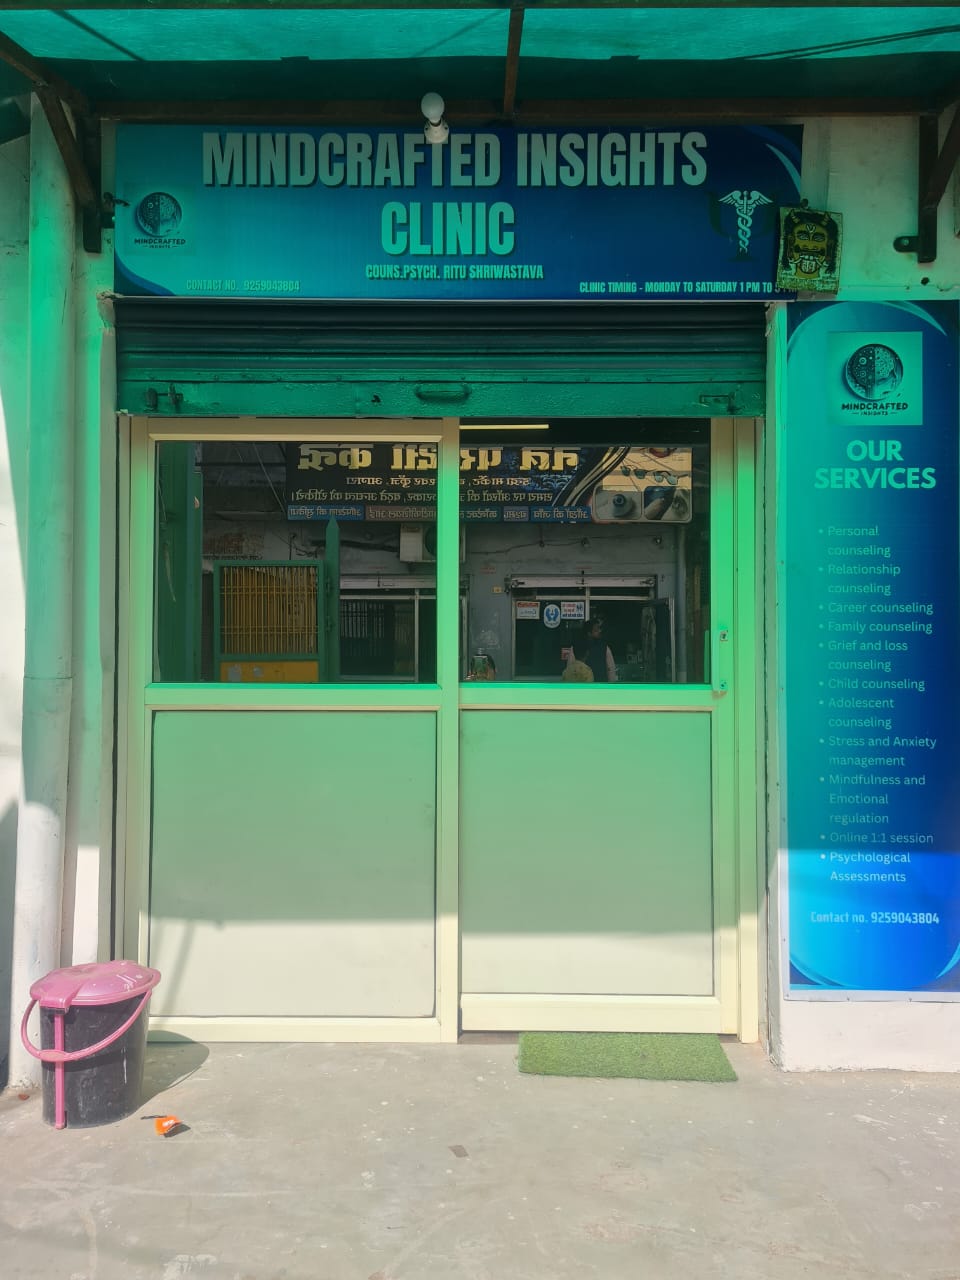 MINDCRAFTED INSIGHTS
CLINIC
MINDCRAFTED
INSIGHTS
COUNS.PSYCH. RITU SHRIWASTAVA
CONTACT NO. 9259043804
CLINIC TIMING - MONDAY TO SATURDAY 1 PM TO
MINDCRAFTED
INSIGHTS
OUR
SERVICES
• Personal
counseling
• Relationship
counseling
• Career counseling
• Family counseling
• Grief and loss
counseling
• Child counseling
• Adolescent
counseling
• Stress and Anxiety
management
• Mindfulness and
Emotional
regulation
• Online 1:1 session
• Psychological
Assessments
Contact no. 9259043804